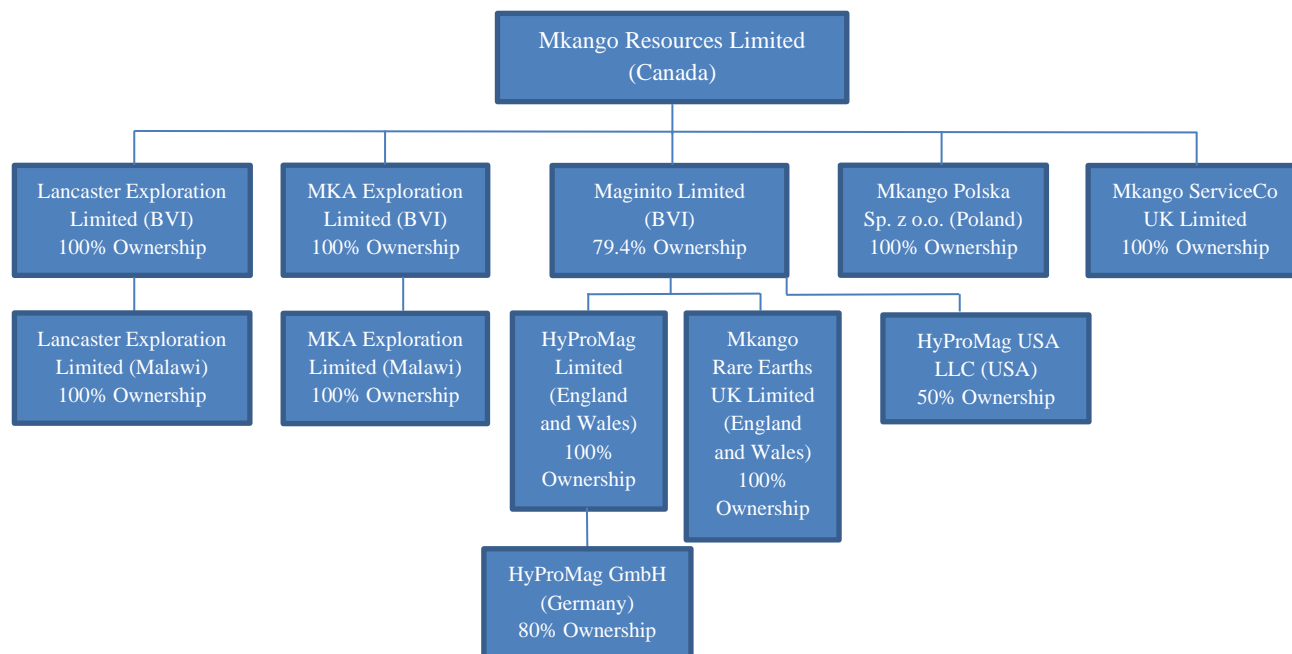 Mkango Resources Limited
(Canada)
Lancaster Exploration
Limited (BVI)
100% Ownership
MKA Exploration
Limited (BVI)
100% Ownership
Maginito Limited
(BVI)
79.4% Ownership
Mkango Polska
Sp. z o.o. (Poland)
100% Ownership
Mkango ServiceCo
UK Limited
100% Ownership
Lancaster Exploration
Limited (Malawi)
100% Ownership
MKA Exploration
Limited (Malawi)
100% Ownership
HyProMag
Limited
(England
and Wales)
100%
Ownership
Mkango
Rare Earths
UK Limited
(England
and Wales)
100%
Ownership
HyProMag USA
LLC (USA)
50% Ownership
HyProMag GmbH
(Germany)
80% Ownership